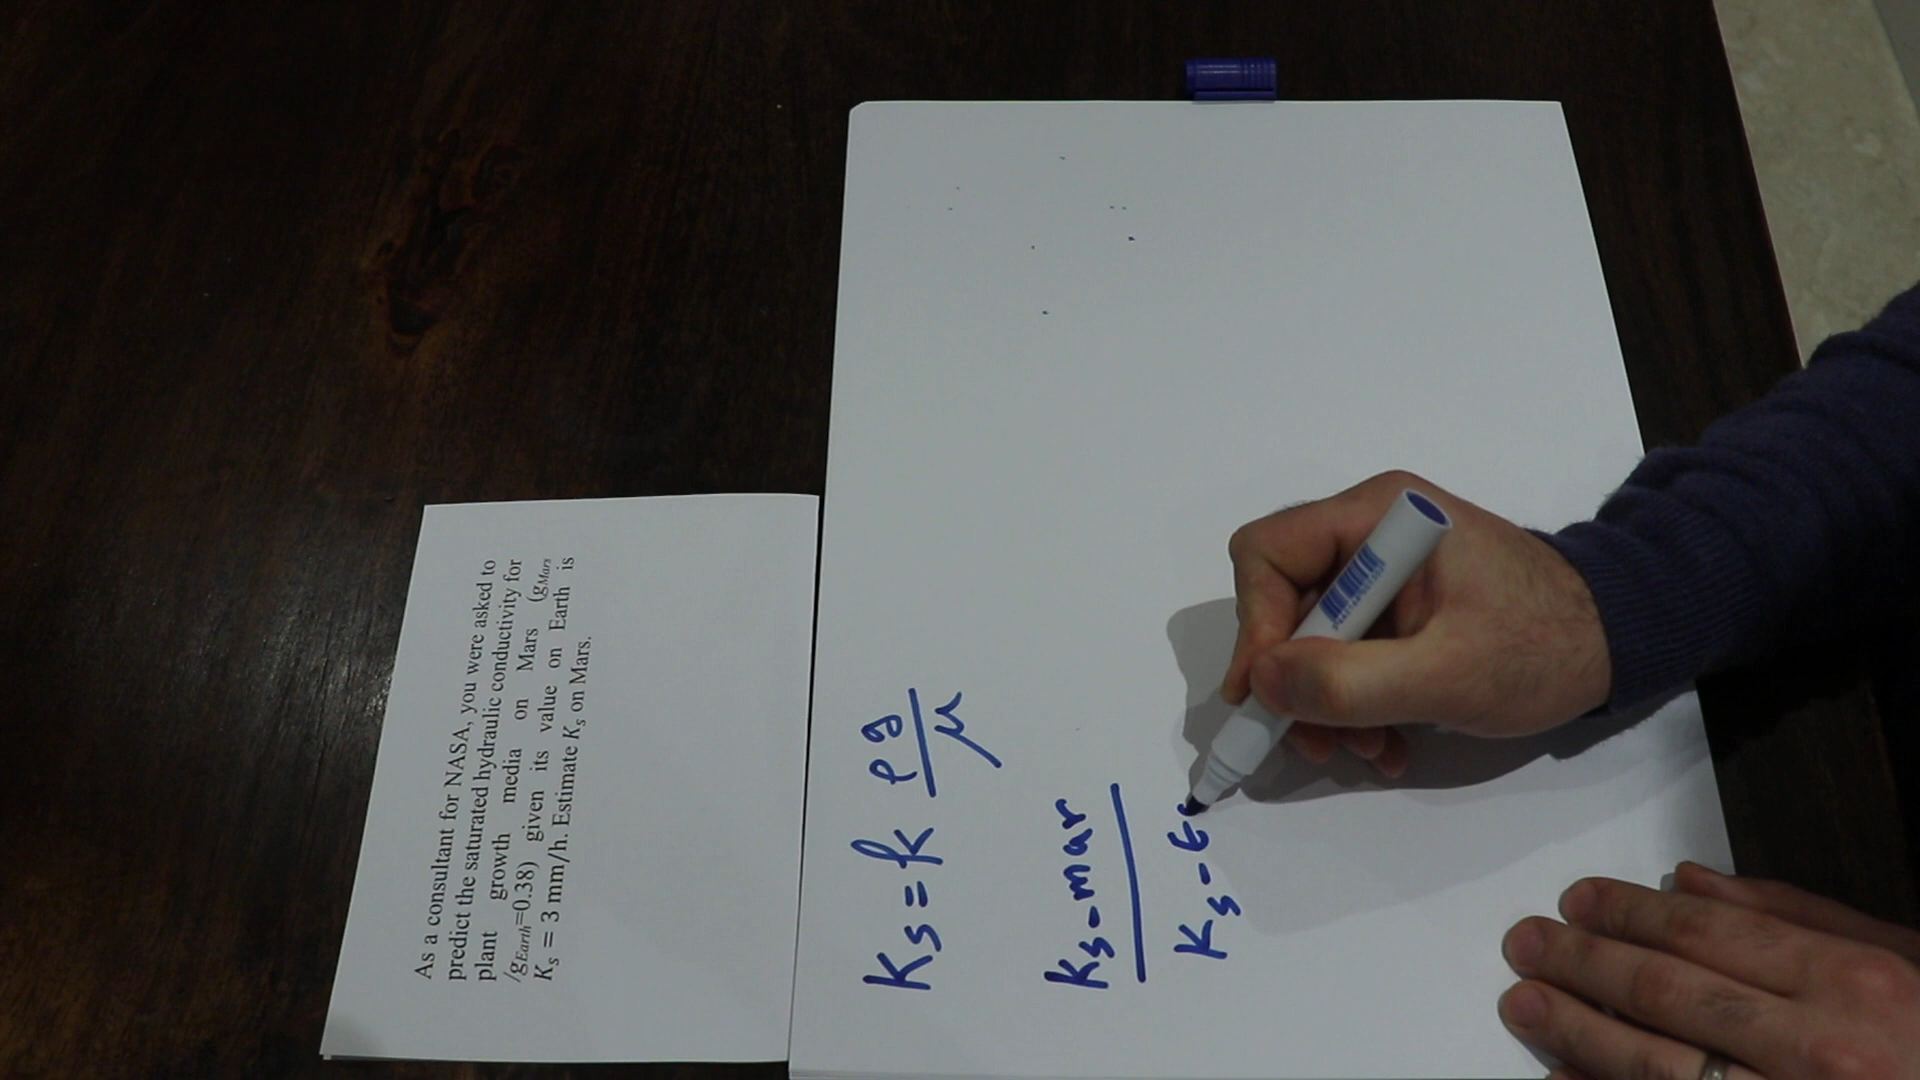 As a consultant for NASA, you were asked to
predict the saturated hydraulic conductivity for
plant growth media on Mars (gMars
/gEarth=0.38) given its value on Earth is
Ks = 3 mm/h. Estimate Ks on Mars.
Ks = k ρg/μ
Ks-mar
Ks-Ea